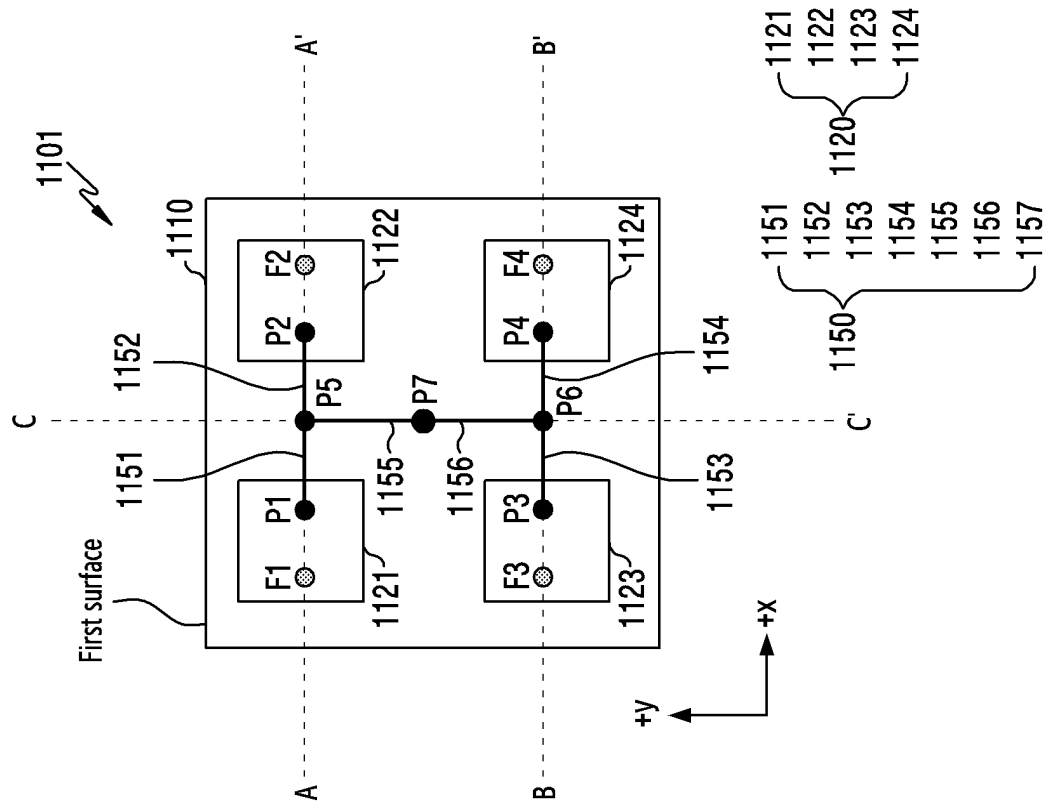 1101
First surface
1110
C
A
A'
F1
P1
P2
F2
1151
1152
P5
1121
1122
1155
P7
1156
B
B'
F3
P3
P4
F4
P6
1123
1124
1153
1154
C'
+y
+x
1150
1151
1152
1153
1154
1155
1156
1157
1120
1121
1122
1123
1124